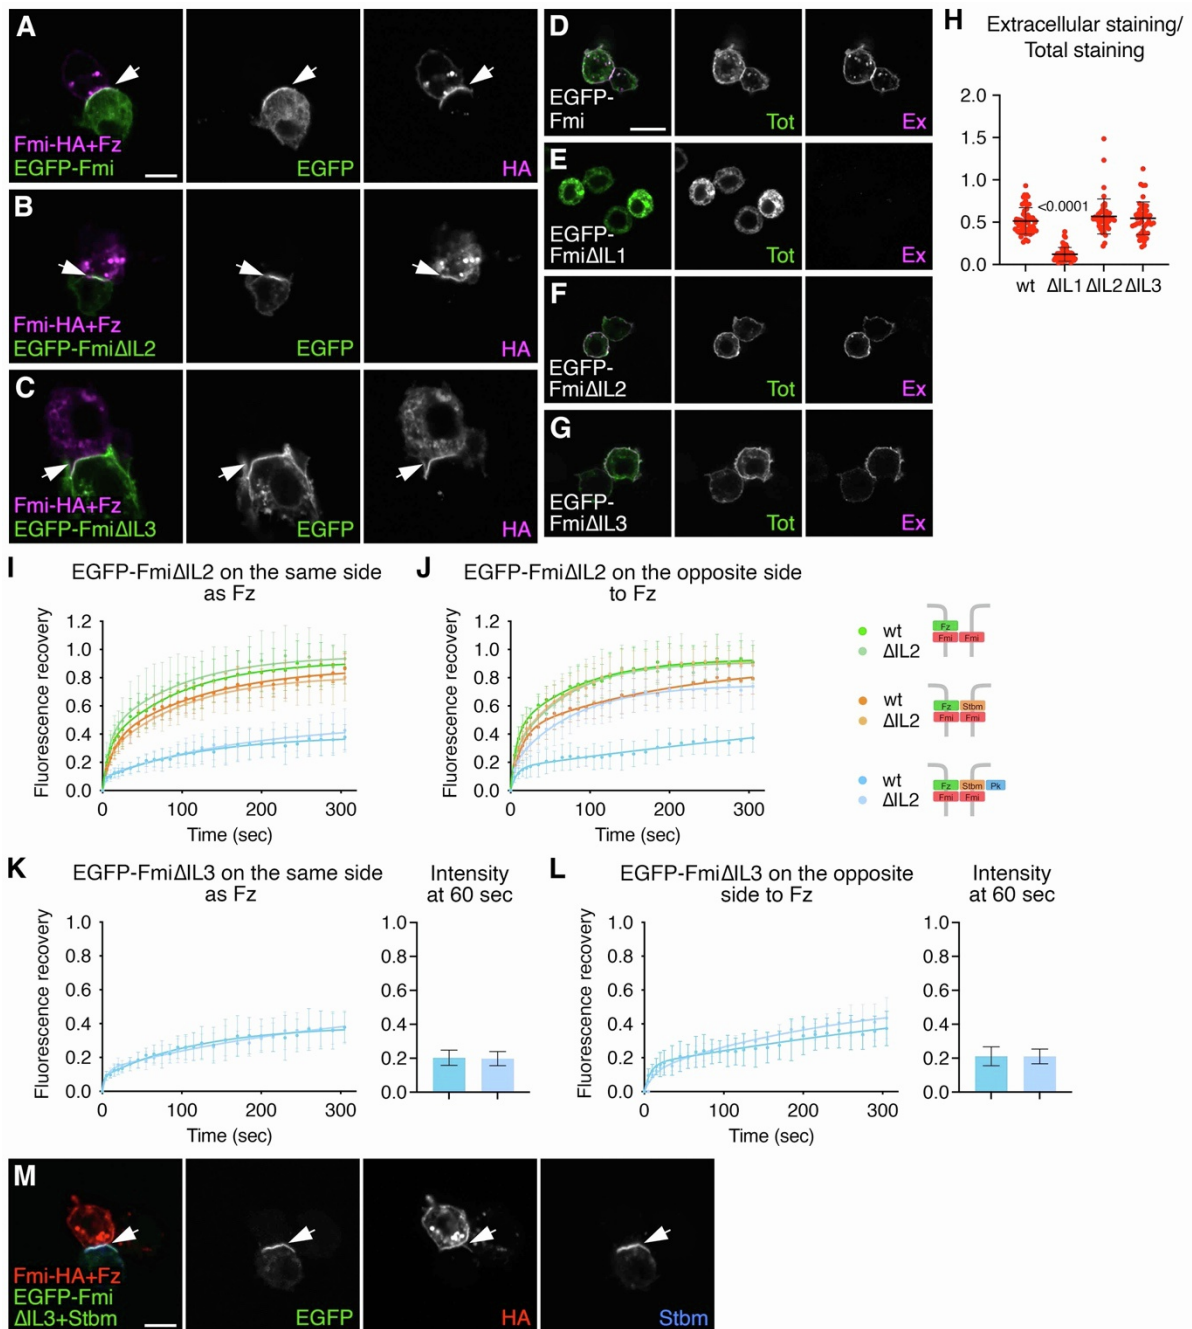 A
Fmi-HA+Fz
EGFP-Fmi
EGFP
HA
B
Fmi-HA+Fz
EGFP-FmiΔIL2
EGFP
HA
C
Fmi-HA+Fz
EGFP-FmiΔIL3
EGFP
HA
D
EGFP-
Fmi
Tot
Ex
E
EGFP-
FmiΔIL1
Tot
Ex
F
EGFP-
FmiΔIL2
Tot
Ex
G
EGFP-
FmiΔIL3
Tot
Ex
H
Extracellular staining/
Total staining
2.0
1.5
1.0
0.5
0.0
<0.0001
wt ΔIL1 ΔIL2 ΔIL3
I
EGFP-FmiΔIL2 on the same side
as Fz
Fluorescence recovery
1.2
1.0
0.8
0.6
0.4
0.2
0.0
0 100 200 300
Time (sec)
J
EGFP-FmiΔIL2 on the opposite side
to Fz
Fluorescence recovery
1.2
1.0
0.8
0.6
0.4
0.2
0.0
0 100 200 300
Time (sec)
wt
ΔIL2
Fz
Fmi Fmi
wt
ΔIL2
Fz Stbm
Fmi Fmi
wt
ΔIL2
Fz Stbm Pk
Fmi Fmi
K
EGFP-FmiΔIL3 on the same side
as Fz
Fluorescence recovery
1.0
0.8
0.6
0.4
0.2
0.0
0 100 200 300
Time (sec)
Intensity
at 60 sec
1.0
0.8
0.6
0.4
0.2
0.0
L
EGFP-FmiΔIL3 on the opposite
side to Fz
Fluorescence recovery
1.0
0.8
0.6
0.4
0.2
0.0
0 100 200 300
Time (sec)
Intensity
at 60 sec
1.0
0.8
0.6
0.4
0.2
0.0
M
Fmi-HA+Fz
EGFP-Fmi
ΔIL3+Stbm
EGFP
HA
Stbm